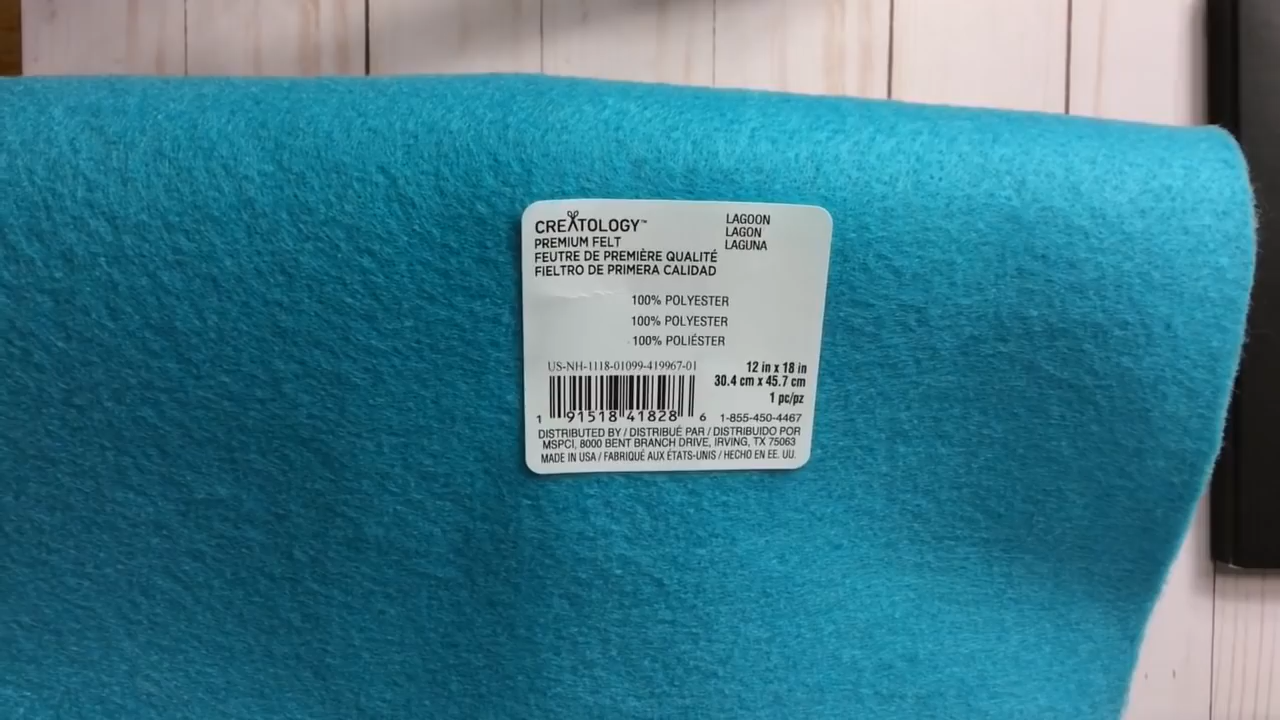 CREATOLOGY™
PREMIUM FELT
FEUTRE DE PREMIÈRE QUALITÉ
FIELTRO DE PRIMERA CALIDAD
LAGOON
LAGON
LAGUNA
100% POLYESTER
100% POLYESTER
100% POLIÉSTER
US-NH-1118-01099-419967-01
12 in x 18 in
30.4 cm x 45.7 cm
1 pc/pz
1 91518 41828 6
1-855-450-4467
DISTRIBUTED BY / DISTRIBUÉ PAR / DISTRIBUIDO POR
MSPCI, 8000 BENT BRANCH DRIVE, IRVING, TX 75063
MADE IN USA / FABRIQUÉ AUX ÉTATS-UNIS / HECHO EN EE. UU.